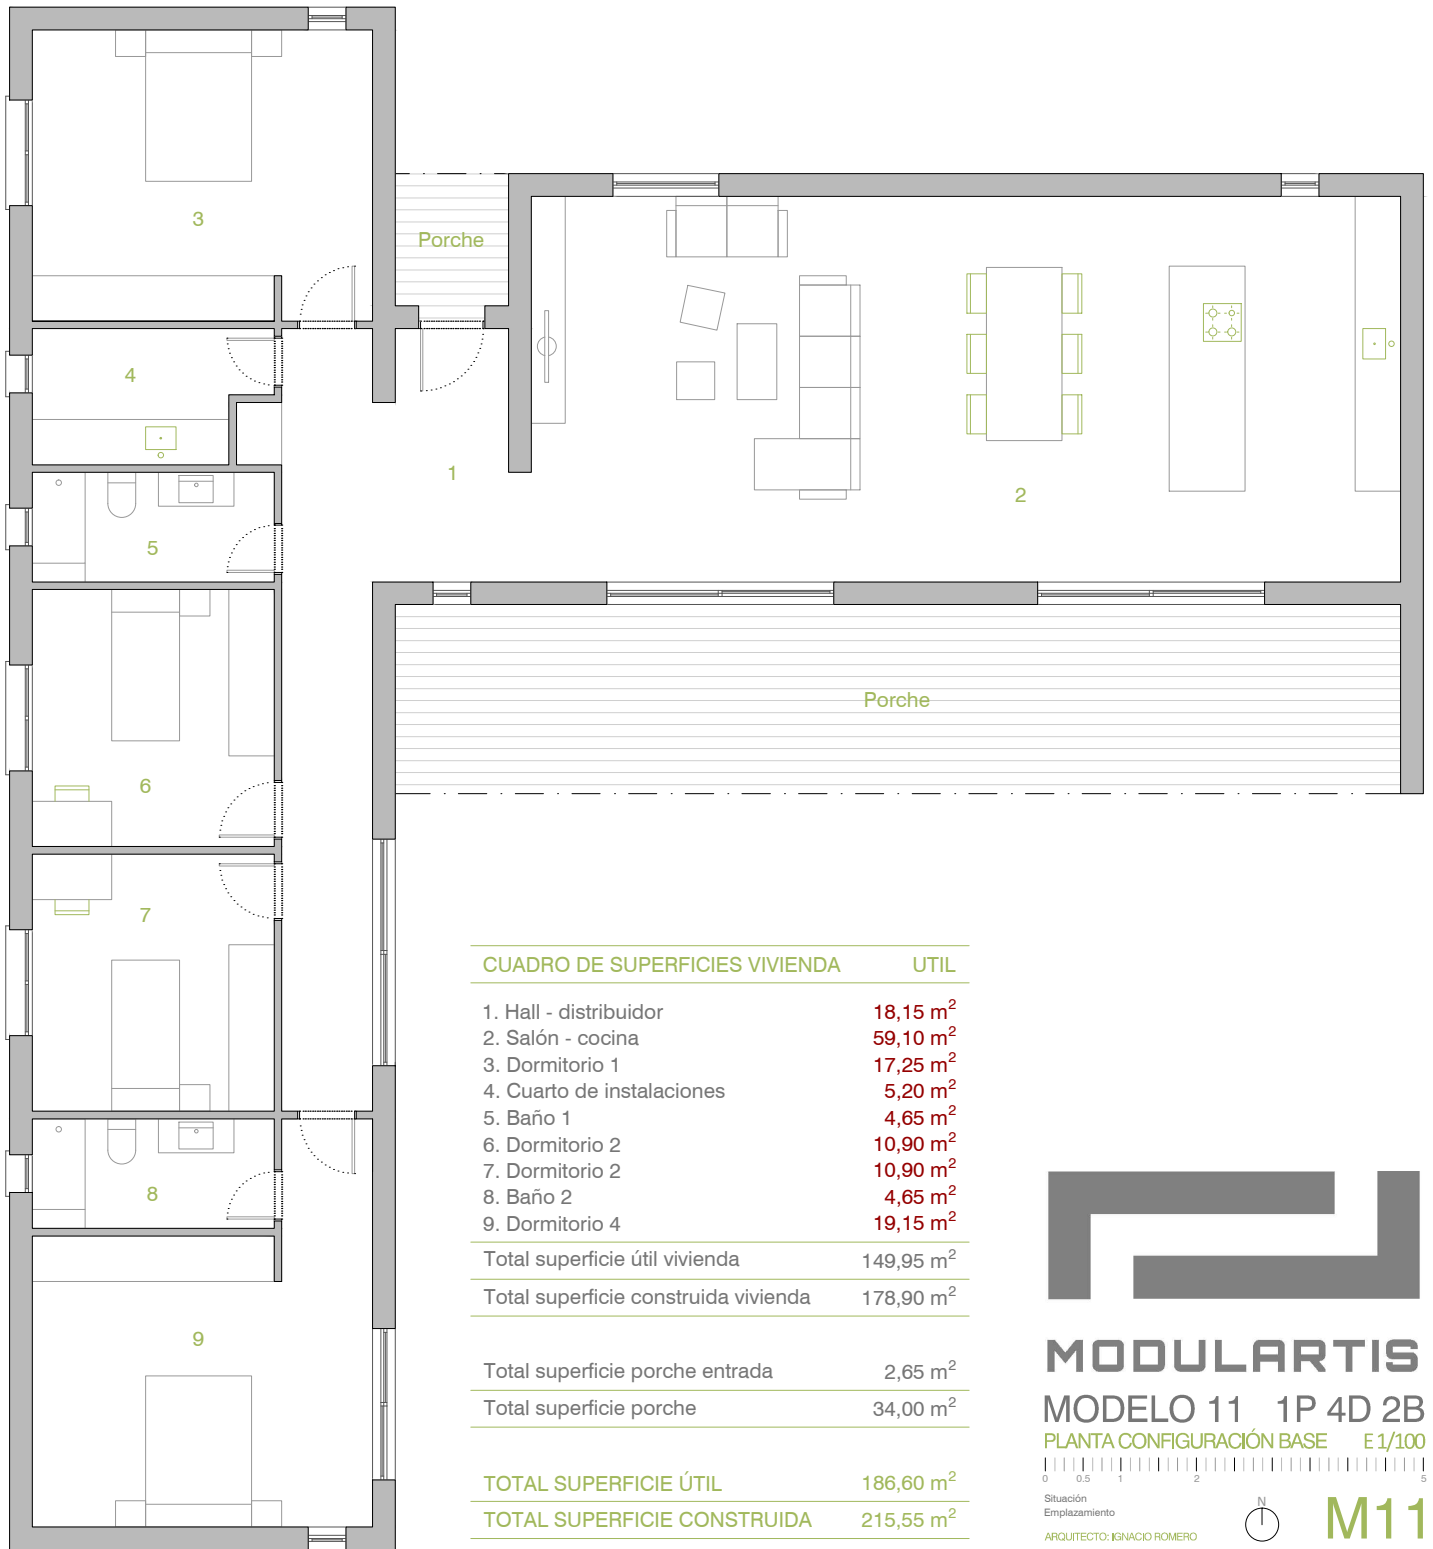 3
Porche
4
1
2
5
Porche
6
7
CUADRO DE SUPERFICIES VIVIENDA UTIL
1. Hall - distribuidor 18,15 m²
2. Salón - cocina 59,10 m²
3. Dormitorio 1 17,25 m²
4. Cuarto de instalaciones 5,20 m²
5. Baño 1 4,65 m²
6. Dormitorio 2 10,90 m²
7. Dormitorio 2 10,90 m²
8. Baño 2 4,65 m²
9. Dormitorio 4 19,15 m²
Total superficie útil vivienda 149,95 m²
Total superficie construida vivienda 178,90 m²
Total superficie porche entrada 2,65 m²
Total superficie porche 34,00 m²
TOTAL SUPERFICIE ÚTIL 186,60 m²
TOTAL SUPERFICIE CONSTRUIDA 215,55 m²
8
9
MODULARTIS
MODELO 11 1P 4D 2B
PLANTA CONFIGURACIÓN BASE E 1/100
0 0.5 1 2 5
Situación
Emplazamiento
ARQUITECTO: IGNACIO ROMERO
N
M11